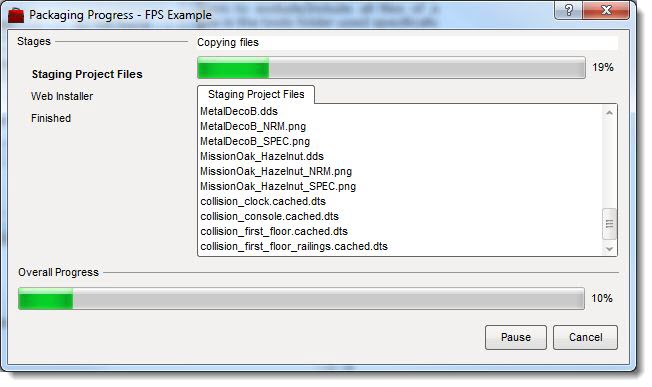 Packaging Progress - FPS Example
?
Stages
Copying files
Staging Project Files
19%
Web Installer
Finished
Staging Project Files
MetalDecoB.dds
MetalDecoB_NRM.png
MetalDecoB_SPEC.png
MissionOak_Hazelnut.dds
MissionOak_Hazelnut_NRM.png
MissionOak_Hazelnut_SPEC.png
collision_clock.cached.dts
collision_console.cached.dts
collision_first_floor.cached.dts
collision_first_floor_railings.cached.dts
Overall Progress
10%
Pause
Cancel